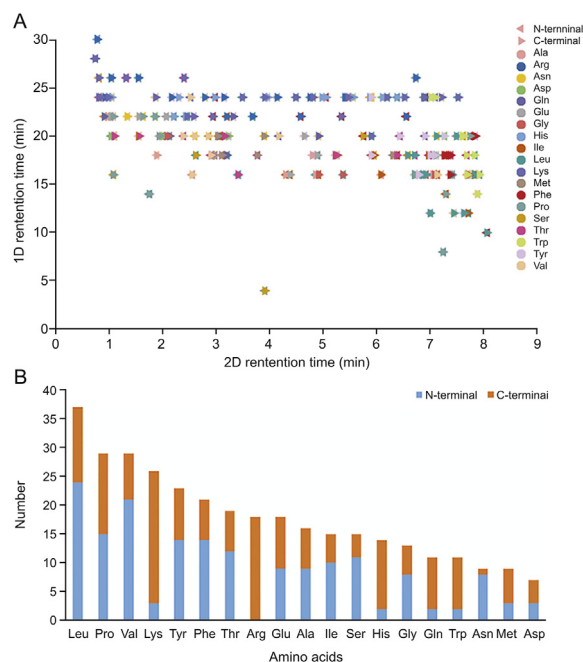 A
N-ternninal
C-terminal
Ala
Arg
Asn
Asp
Gln
Glu
Gly
His
Ile
Leu
Lys
Met
Phe
Pro
Ser
Thr
Trp
Tyr
Val
1D rentention time (min)
30
25
20
15
10
5
0
0 1 2 3 4 5 6 7 8 9
2D rentention time (min)
B
N-terminal C-terminai
Number
40
35
30
25
20
15
10
5
0
Leu Pro Val Lys Tyr Phe Thr Arg Glu Ala Ile Ser His Gly Gln Trp Asn Met Asp
Amino acids